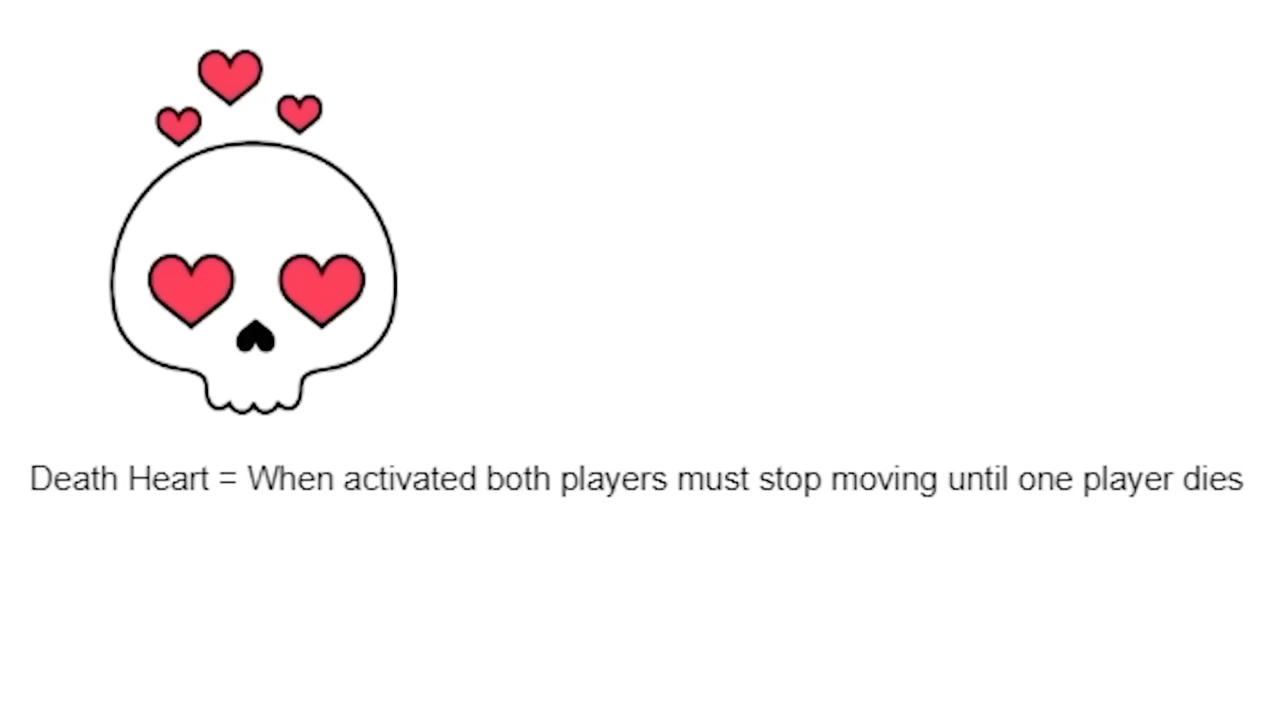 Death Heart = When activated both players must stop moving until one player dies